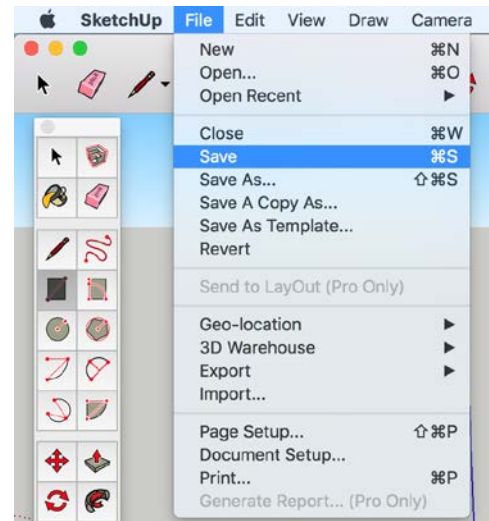 SketchUp File Edit View Draw Camera
New ⌘N
Open... ⌘O
Open Recent ▶
Close ⌘W
Save ⌘S
Save As... ⇧⌘S
Save A Copy As...
Save As Template...
Revert
Send to LayOut (Pro Only)
Geo-location ▶
3D Warehouse ▶
Export ▶
Import...
Page Setup... ⇧⌘P
Document Setup...
Print... ⌘P
Generate Report... (Pro Only)